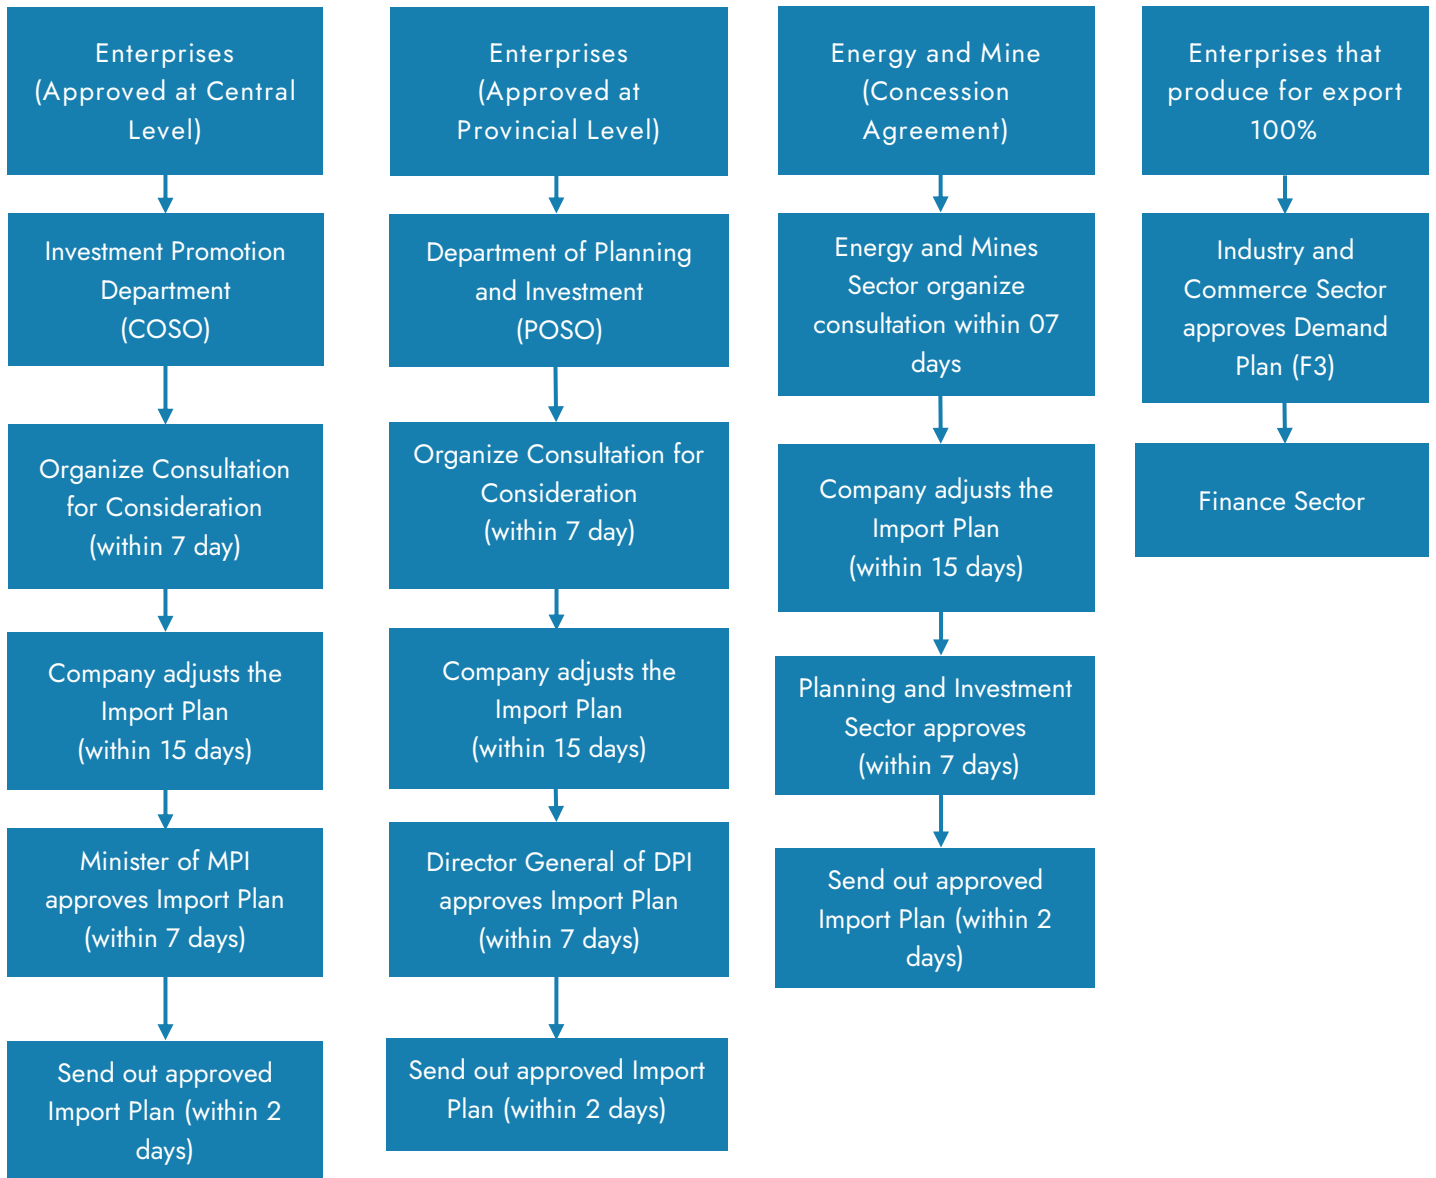 Enterprises
(Approved at Central
Level)
Investment Promotion
Department
(COSO)
Organize Consultation
for Consideration
(within 7 day)
Company adjusts the
Import Plan
(within 15 days)
Minister of MPI
approves Import Plan
(within 7 days)
Send out approved
Import Plan (within 2
days)
Enterprises
(Approved at
Provincial Level)
Department of Planning
and Investment
(POSO)
Organize Consultation for
Consideration
(within 7 day)
Company adjusts the
Import Plan
(within 15 days)
Director General of DPI
approves Import Plan
(within 7 days)
Send out approved Import
Plan (within 2 days)
Energy and Mine
(Concession
Agreement)
Energy and Mines
Sector organize
consultation within 07
days
Company adjusts the
Import Plan
(within 15 days)
Planning and Investment
Sector approves
(within 7 days)
Send out approved
Import Plan (within 2
days)
Enterprises that
produce for export
100%
Industry and
Commerce Sector
approves Demand
Plan (F3)
Finance Sector